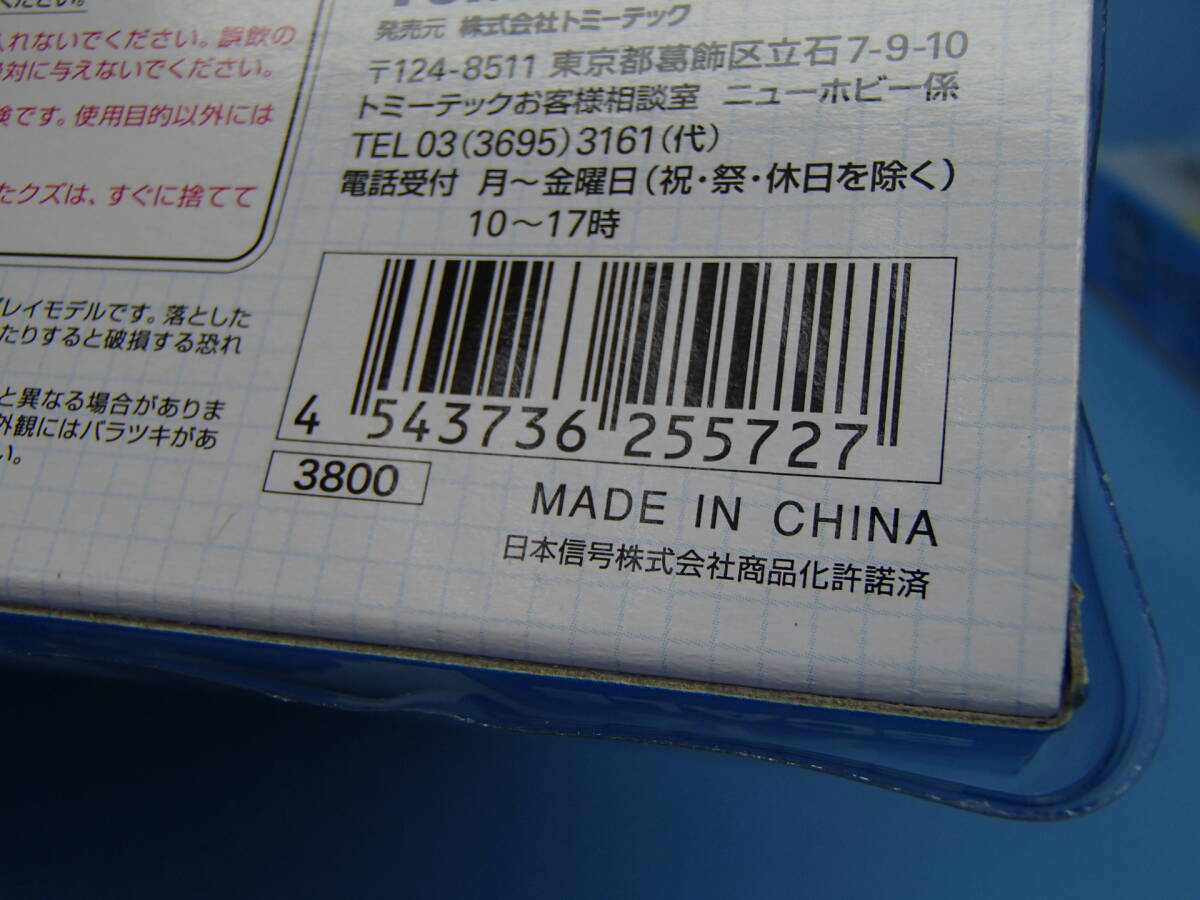 ください。
れないでください。誤飲の
対に与えないでください。
険です。使用目的以外には
たクズは、すぐに捨てて
レイモデルです。落とした
たりすると破損する恐れ
と異なる場合がありま
外観にはバラツキがあ
い。
発売元 株式会社トミーテック
〒124-8511 東京都葛飾区立石7-9-10
トミーテックお客様相談室 ニューホビー係
TEL 03(3695)3161(代)
電話受付 月～金曜日(祝・祭・休日を除く)
10～17時
4 543736 255727
3800
MADE IN CHINA
日本信号株式会社商品化許諾済